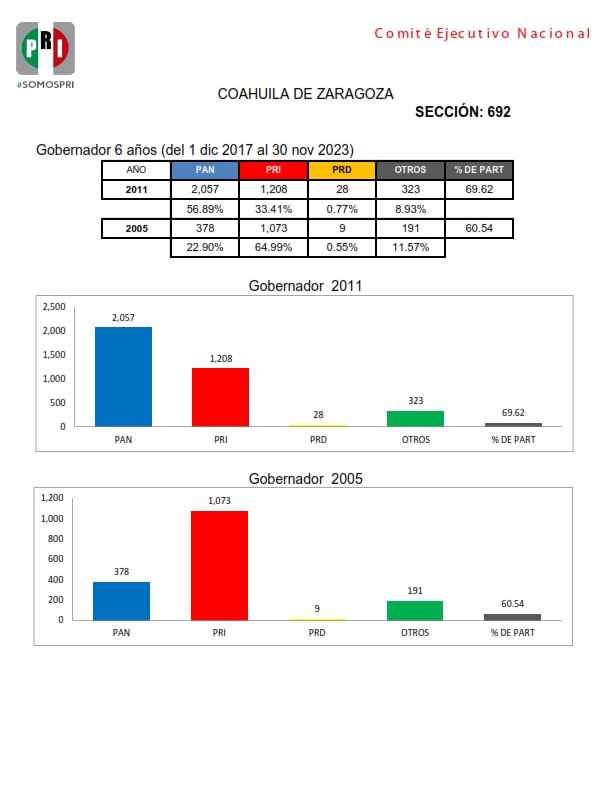 Comité Ejecutivo Nacional
PRI
#SOMOSPRI
COAHUILA DE ZARAGOZA
SECCIÓN: 692
Gobernador 6 años (del 1 dic 2017 al 30 nov 2023)
AÑO PAN PRI PRD OTROS % DE PART
2011 2,057 1,208 28 323 69.62
56.89% 33.41% 0.77% 8.93%
2005 378 1,073 9 191 60.54
22.90% 64.99% 0.55% 11.57%
Gobernador 2011
2,500
2,000
1,500
1,000
500
0
2,057
1,208
28
323
69.62
PAN PRI PRD OTROS % DE PART
Gobernador 2005
1,200
1,000
800
600
400
200
0
378
1,073
9
191
60.54
PAN PRI PRD OTROS % DE PART